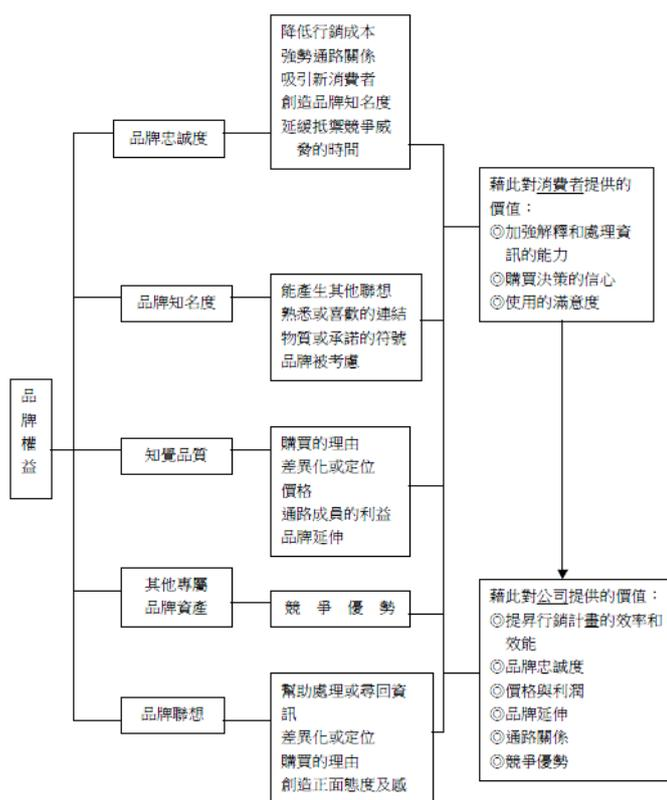 品
牌
權
益
品牌忠誠度
降低行銷成本
強勢通路關係
吸引新消費者
創造品牌知名度
延緩抵禦競爭威
脅的時間
品牌知名度
能產生其他聯想
熟悉或喜歡的連結
物質或承諾的符號
品牌被考慮
知覺品質
購買的理由
差異化或定位
價格
通路成員的利益
品牌延伸
其他專屬
品牌資產
競 爭 優 勢
品牌聯想
幫助處理或尋回資
訊
差異化或定位
購買的理由
創造正面態度及感
藉此對消費者提供的
價值：
◎加強解釋和處理資
訊的能力
◎購買決策的信心
◎使用的滿意度
藉此對公司提供的價值：
◎提昇行銷計畫的效率和
效能
◎品牌忠誠度
◎價格與利潤
◎品牌延伸
◎通路關係
◎競爭優勢